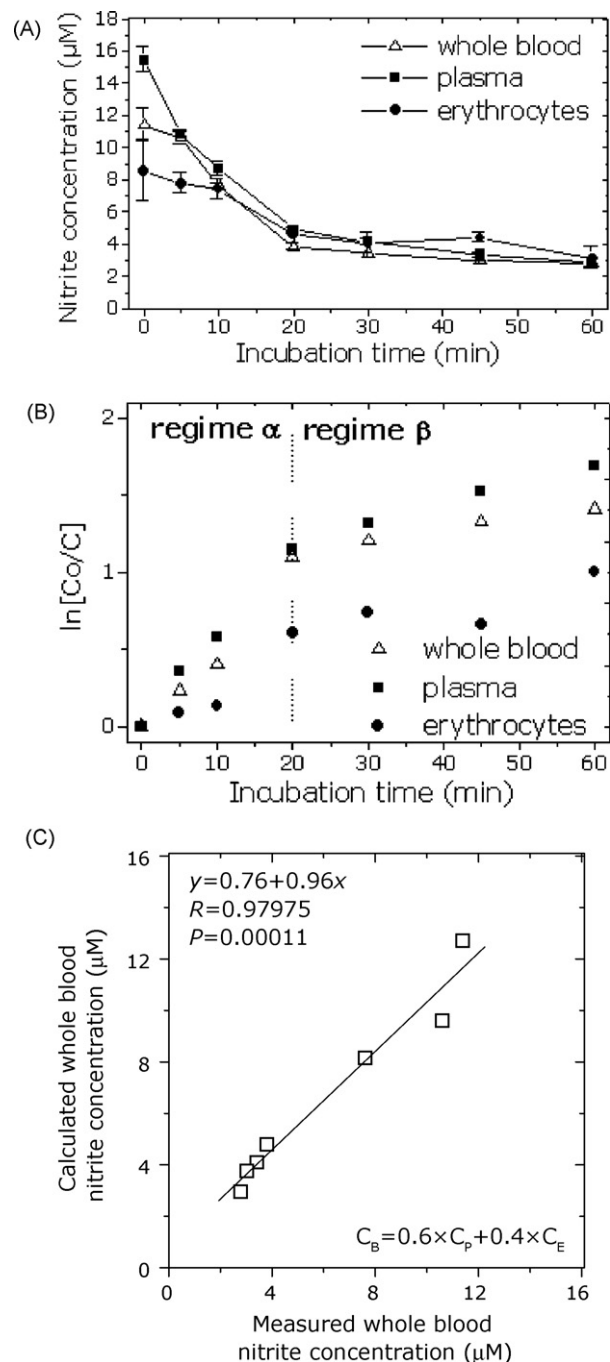 (A)
Nitrite concentration (µM)
18
16
14
12
10
8
6
4
2
0
whole blood
plasma
erythrocytes
0 10 20 30 40 50 60
Incubation time (min)
(B)
ln[Co/C]
2
1
0
regime α regime β
whole blood
plasma
erythrocytes
0 10 20 30 40 50 60
Incubation time (min)
(C)
Calculated whole blood
nitrite concentration (µM)
16
12
8
4
0
y=0.76+0.96x
R=0.97975
P=0.00011
C_B=0.6×C_P+0.4×C_E
0 4 8 12 16
Measured whole blood
nitrite concentration (µM)